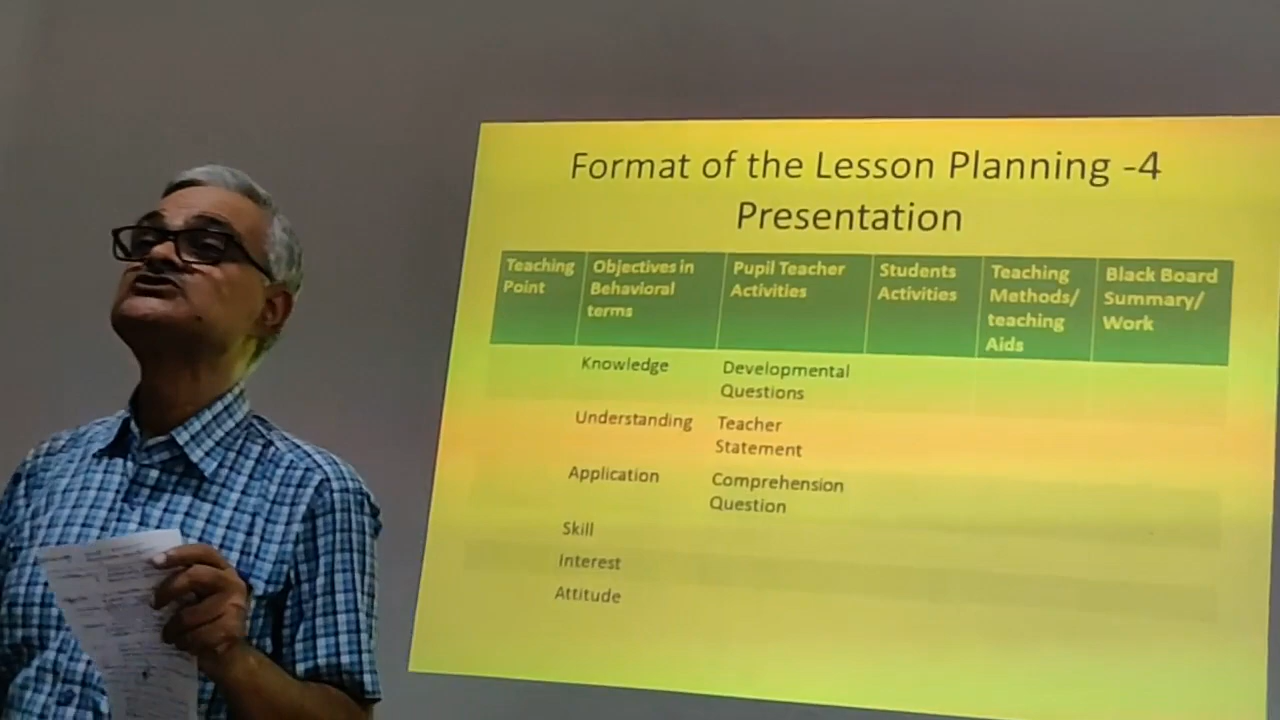 Format of the Lesson Planning -4
Presentation
Teaching
Point
Objectives in
Behavioral
terms
Pupil Teacher
Activities
Students
Activities
Teaching
Methods/
teaching
Aids
Black Board
Summary/
Work
Knowledge
Developmental
Questions
Understanding
Teacher
Statement
Application
Comprehension
Question
Skill
Interest
Attitude